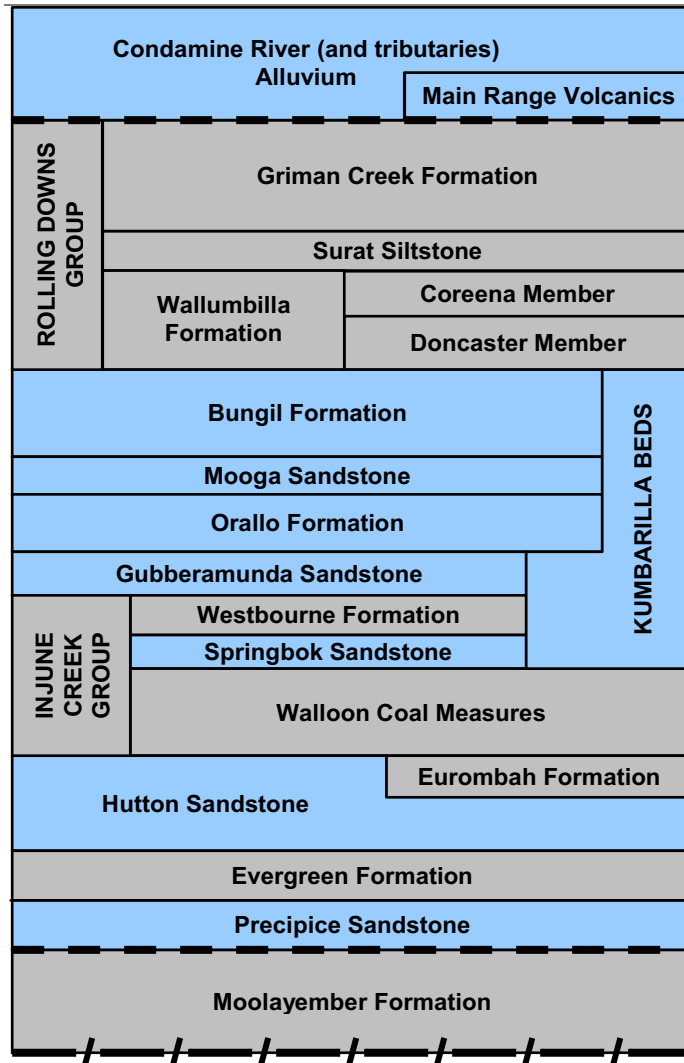 Condamine River (and tributaries)
Alluvium
Main Range Volcanics
ROLLING DOWNS
GROUP
Griman Creek Formation
Surat Siltstone
Wallumbilla
Formation
Coreena Member
Doncaster Member
Bungil Formation
Mooga Sandstone
Orallo Formation
KUMBARILLA BEDS
Gubberamunda Sandstone
INJUNE
CREEK
GROUP
Westbourne Formation
Springbok Sandstone
Walloon Coal Measures
Eurombah Formation
Hutton Sandstone
Evergreen Formation
Precipice Sandstone
Moolayember Formation